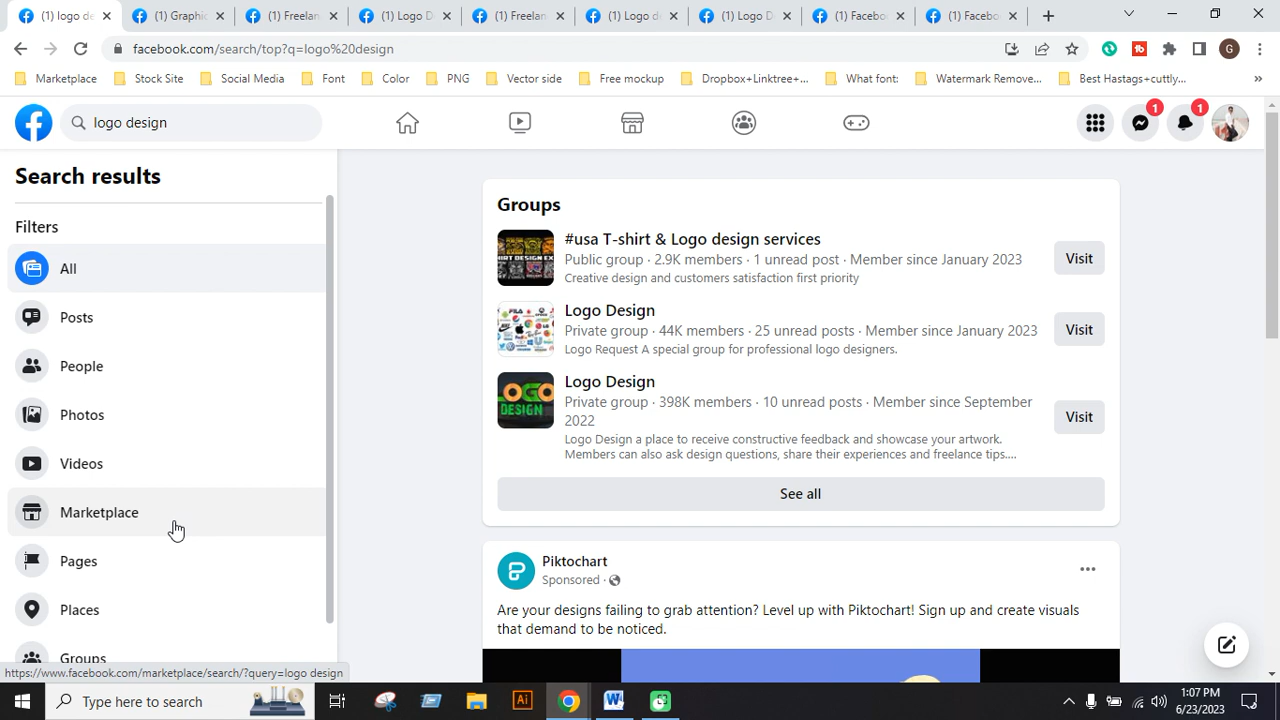 (1) logo de
(1) Graphic
(1) Freelan
(1) Logo D
(1) Freelan
(1) Logo d
(1) Logo D
(1) Facebo
(1) Facebo
facebook.com/search/top?q=logo%20design
G
Marketplace
Stock Site
Social Media
Font
Color
PNG
Vector side
Free mockup
Dropbox+Linktree+...
What font:
Watermark Remove...
Best Hastags+cuttly...
logo design
1
1
Search results
Filters
All
Posts
People
Photos
Videos
Marketplace
Pages
Places
Groups
https://www.facebook.com/marketplace/search/?query=logo design
Groups
#usa T-shirt & Logo design services
Public group · 2.9K members · 1 unread post · Member since January 2023
Creative design and customers satisfaction first priority
Visit
Logo Design
Private group · 44K members · 25 unread posts · Member since January 2023
Logo Request A special group for professional logo designers.
Visit
Logo Design
Private group · 398K members · 10 unread posts · Member since September
2022
Logo Design a place to receive constructive feedback and showcase your artwork.
Members can also ask design questions, share their experiences and freelance tips....
Visit
See all
Piktochart
Sponsored ·
Are your designs failing to grab attention? Level up with Piktochart! Sign up and create visuals
that demand to be noticed.
Type here to search
Ai
W
1:07 PM
6/23/2023